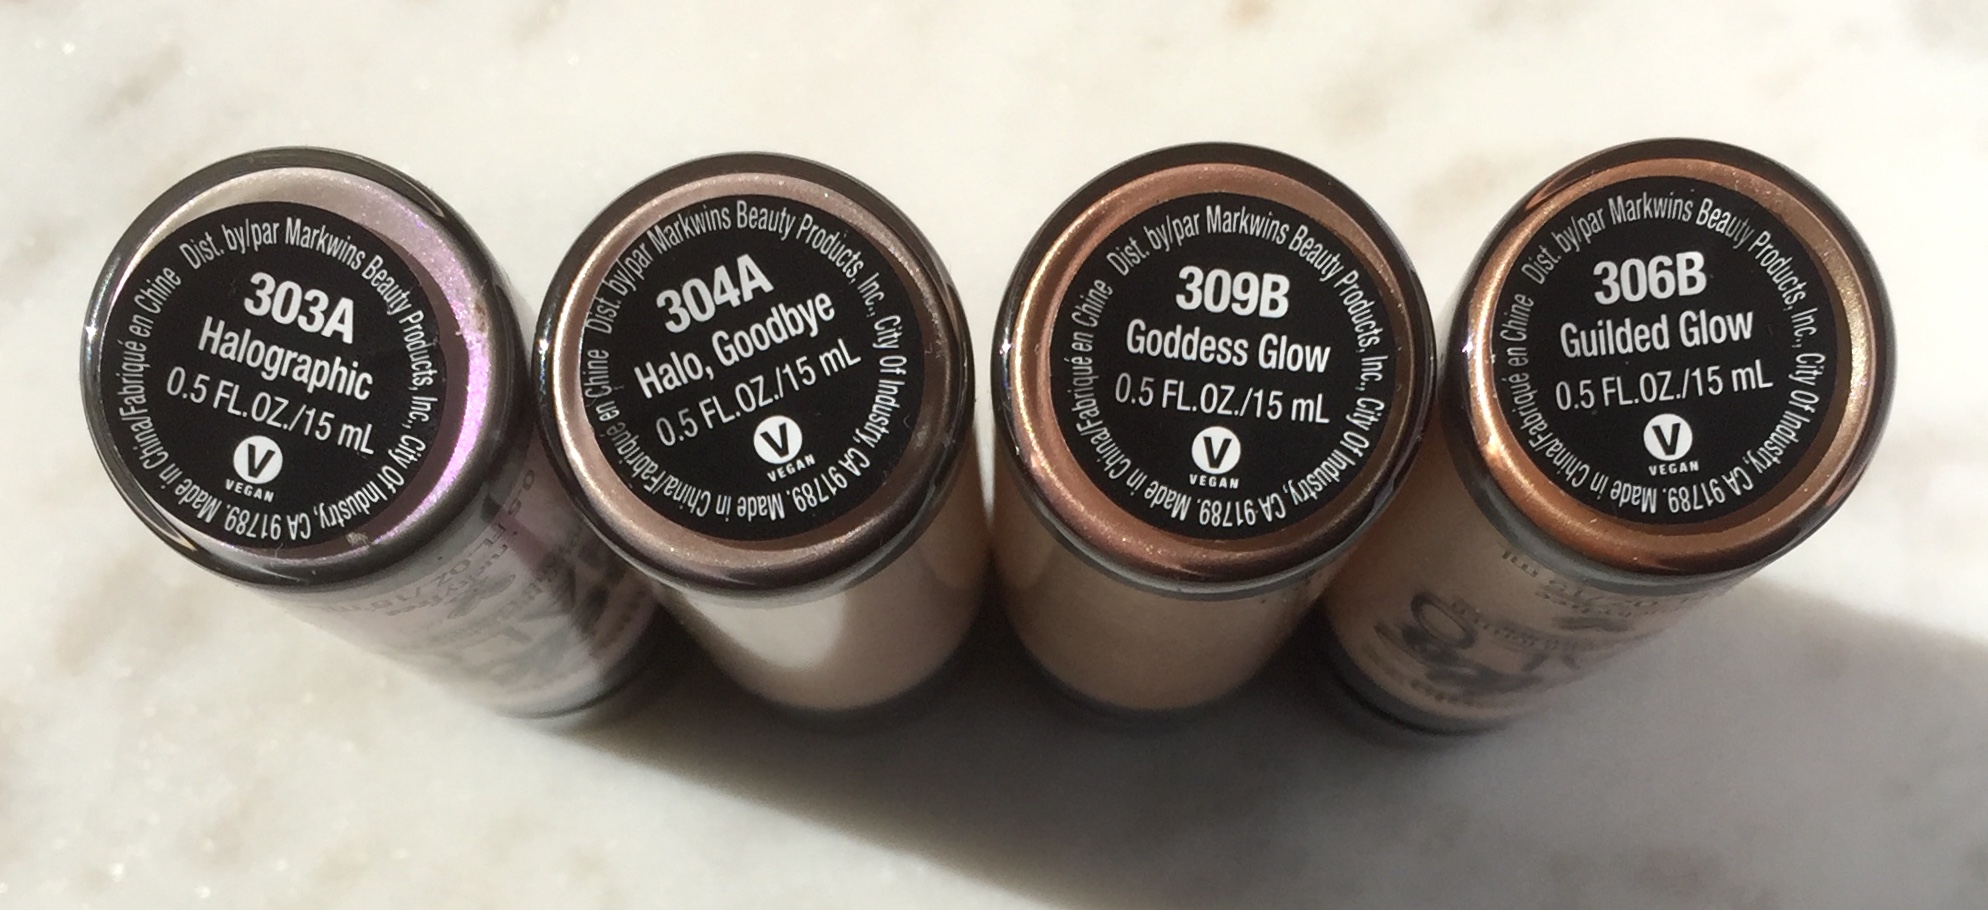 303A
Halographic
0.5 FL.OZ./15 mL
V
VEGAN
Dist. by/par Markwins Beauty Products, Inc., City Of Industry, CA 91789. Made in China/Fabriqué en Chine
304A
Halo, Goodbye
0.5 FL.OZ./15 mL
V
VEGAN
Dist. by/par Markwins Beauty Products, Inc., City Of Industry, CA 91789. Made in China/Fabriqué en Chine
309B
Goddess Glow
0.5 FL.OZ./15 mL
V
VEGAN
Dist. by/par Markwins Beauty Products, Inc., City Of Industry, CA 91789. Made in China/Fabriqué en Chine
306B
Guilded Glow
0.5 FL.OZ./15 mL
V
VEGAN
Dist. by/par Markwins Beauty Products, Inc., City Of Industry, CA 91789. Made in China/Fabriqué en Chine